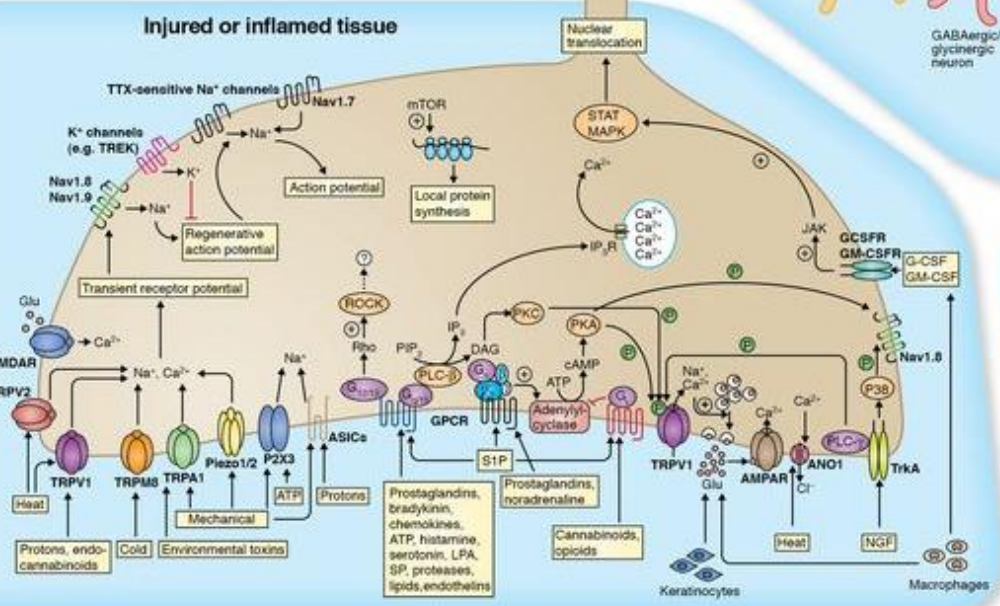 Injured or inflamed tissue
Nuclear
translocation
GABAergic/
glycinergic
neuron
TTX-sensitive Na⁺ channels
Nav1.7
mTOR
+
STAT
MAPK
K⁺ channels
(e.g. TREK)
Na⁺
K⁺
Ca²⁺
+
Nav1.8
Nav1.9
Action potential
Local protein
synthesis
Na⁺
Ca²⁺
Ca²⁺
Ca²⁺
Ca²⁺
Regenerative
action potential
IP₃R
JAK
+
GCSFR
GM-CSFR
G-CSF
GM-CSF
?
Transient receptor potential
P
Glu
ROCK
PKC
P
Ca²⁺
+
Rho
IP₃
PKA
Nav1.8
MDAR
PIP₂
DAG
P
P
P
Na⁺
cAMP
RPV2
Na⁺, Ca²⁺
PLC-β
+
ATP
Na⁺,
Ca²⁺
P38
+
Ca²⁺
Ca²⁺
GPCR
Adenylyl-
cyclase
P
PLC-γ
ASICs
TRPV1
TRPM8
TRPA1
Piezo1/2
P2X3
S1P
TRPV1
Glu
AMPAR
ANO1
TrkA
Cl⁻
Heat
ATP
Protons
Mechanical
Prostaglandins,
noradrenaline
Prostaglandins,
bradykinin,
chemokines,
ATP, histamine,
serotonin, LPA,
SP, proteases,
lipids,endothelins
Protons, endo-
cannabinoids
Cold
Environmental toxins
Cannabinoids,
opioids
Heat
NGF
Keratinocytes
Macrophages